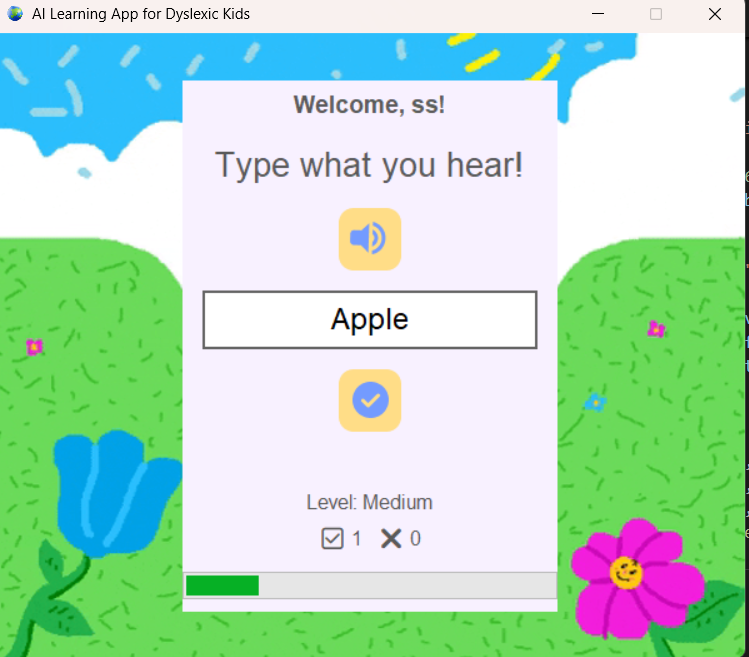 AI Learning App for Dyslexic Kids
Welcome, ss!
Type what you hear!
Apple
Level: Medium
1 0